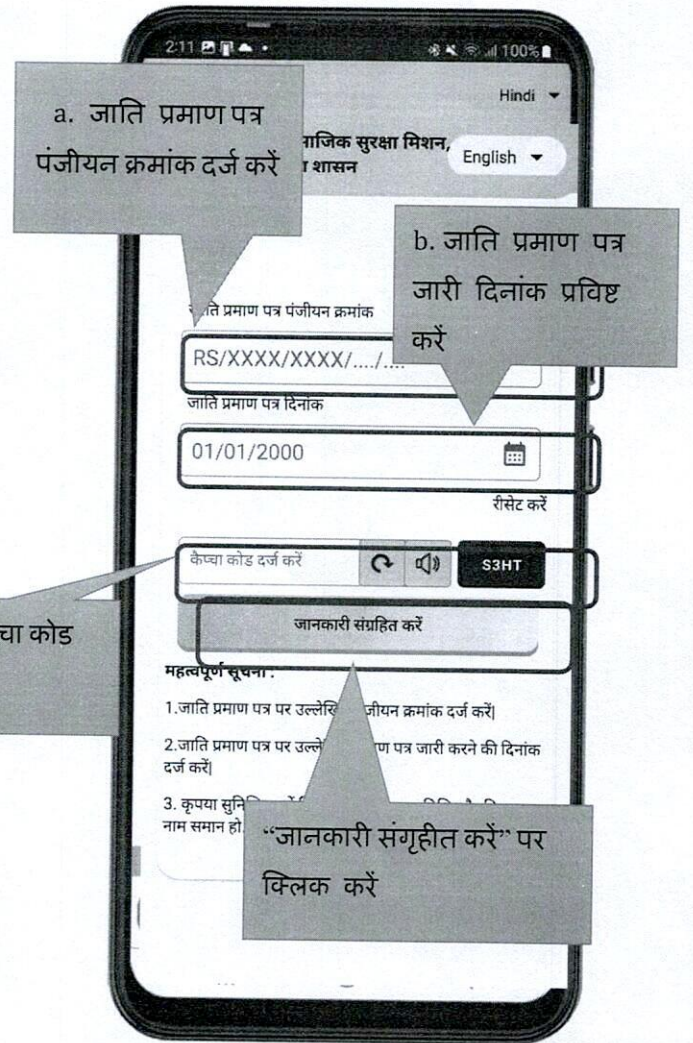 2:11
100%
Hindi
a. जाति प्रमाण पत्र
पंजीयन क्रमांक दर्ज करें
माजिक सुरक्षा मिशन,
शासन
English
b. जाति प्रमाण पत्र
जारी दिनांक प्रविष्ट
करें
जाति प्रमाण पत्र पंजीयन क्रमांक
RS/XXXX/XXXX/..../....
जाति प्रमाण पत्र दिनांक
01/01/2000
रीसेट करें
कैप्चा कोड दर्ज करें
S3HT
चा कोड
जानकारी संग्रहित करें
महत्वपूर्ण सूचना :
1.जाति प्रमाण पत्र पर उल्लेखि जीयन क्रमांक दर्ज करें|
2.जाति प्रमाण पत्र पर उल्ले ण पत्र जारी करने की दिनांक
दर्ज करें|
3. कृपया सुनि
नाम समान हो.
“जानकारी संगृहीत करें” पर
क्लिक करें